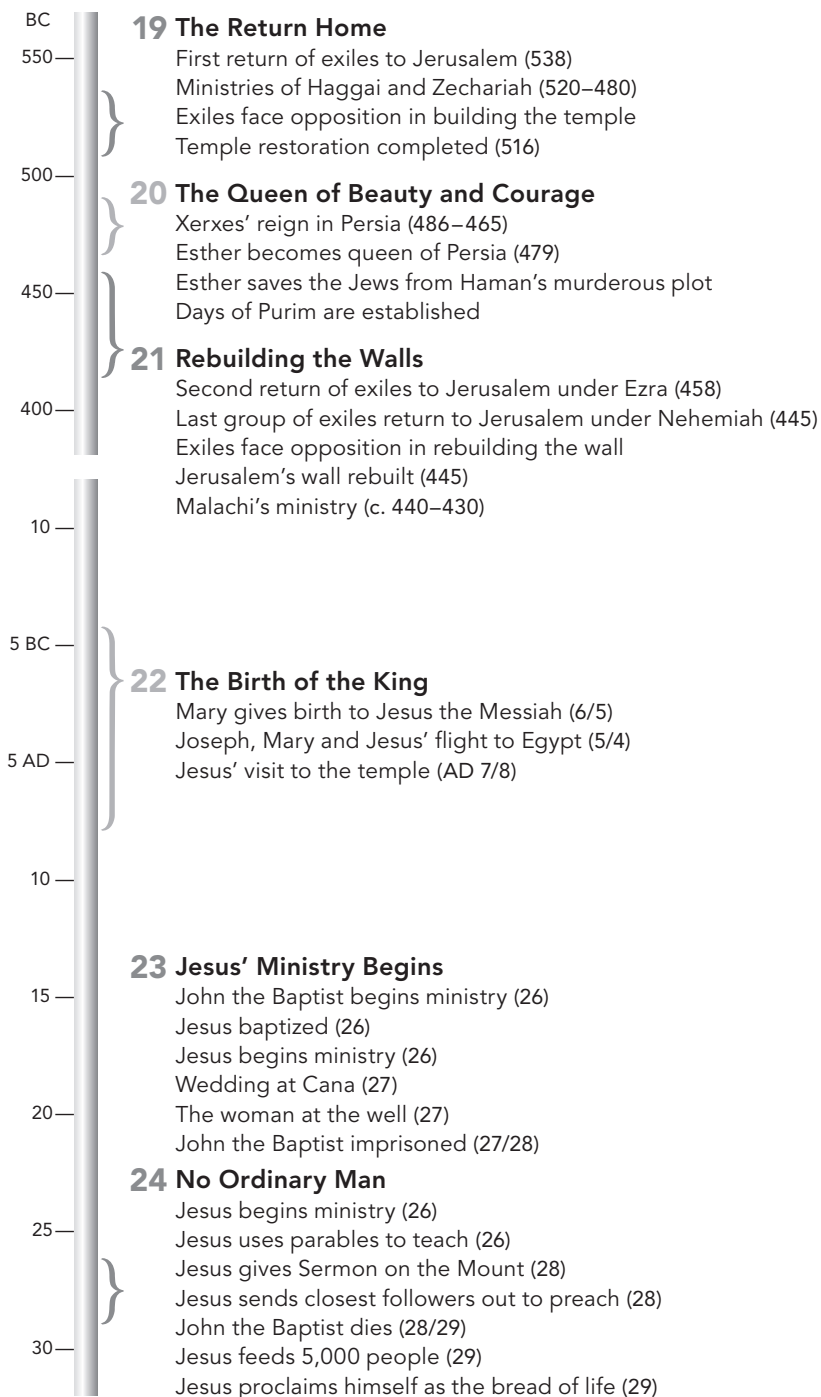 BC
19 The Return Home
550
First return of exiles to Jerusalem (538)
Ministries of Haggai and Zechariah (520–480)
Exiles face opposition in building the temple
Temple restoration completed (516)
500
20 The Queen of Beauty and Courage
Xerxes’ reign in Persia (486–465)
Esther becomes queen of Persia (479)
450
Esther saves the Jews from Haman’s murderous plot
Days of Purim are established
21 Rebuilding the Walls
Second return of exiles to Jerusalem under Ezra (458)
400
Last group of exiles return to Jerusalem under Nehemiah (445)
Exiles face opposition in rebuilding the wall
Jerusalem’s wall rebuilt (445)
Malachi’s ministry (c. 440–430)
10
5 BC
22 The Birth of the King
Mary gives birth to Jesus the Messiah (6/5)
Joseph, Mary and Jesus’ flight to Egypt (5/4)
5 AD
Jesus’ visit to the temple (AD 7/8)
10
23 Jesus’ Ministry Begins
15
John the Baptist begins ministry (26)
Jesus baptized (26)
Jesus begins ministry (26)
Wedding at Cana (27)
20
The woman at the well (27)
John the Baptist imprisoned (27/28)
24 No Ordinary Man
Jesus begins ministry (26)
25
Jesus uses parables to teach (26)
Jesus gives Sermon on the Mount (28)
Jesus sends closest followers out to preach (28)
John the Baptist dies (28/29)
30
Jesus feeds 5,000 people (29)
Jesus proclaims himself as the bread of life (29)